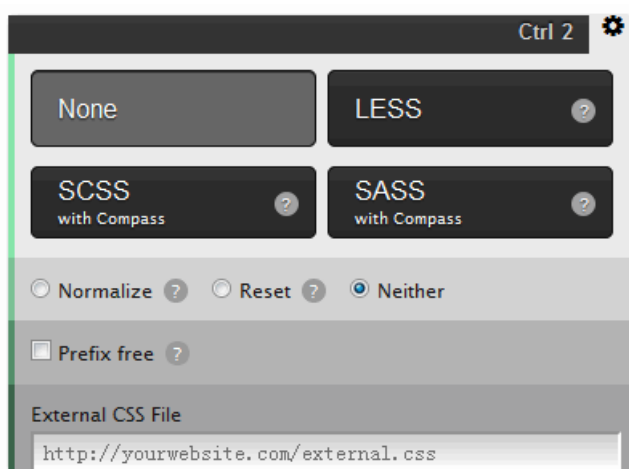 Ctrl 2
None
LESS ?
SCSS
with Compass ?
SASS
with Compass ?
Normalize ? Reset ? Neither
Prefix free ?
External CSS File
http://yourwebsite.com/external.css